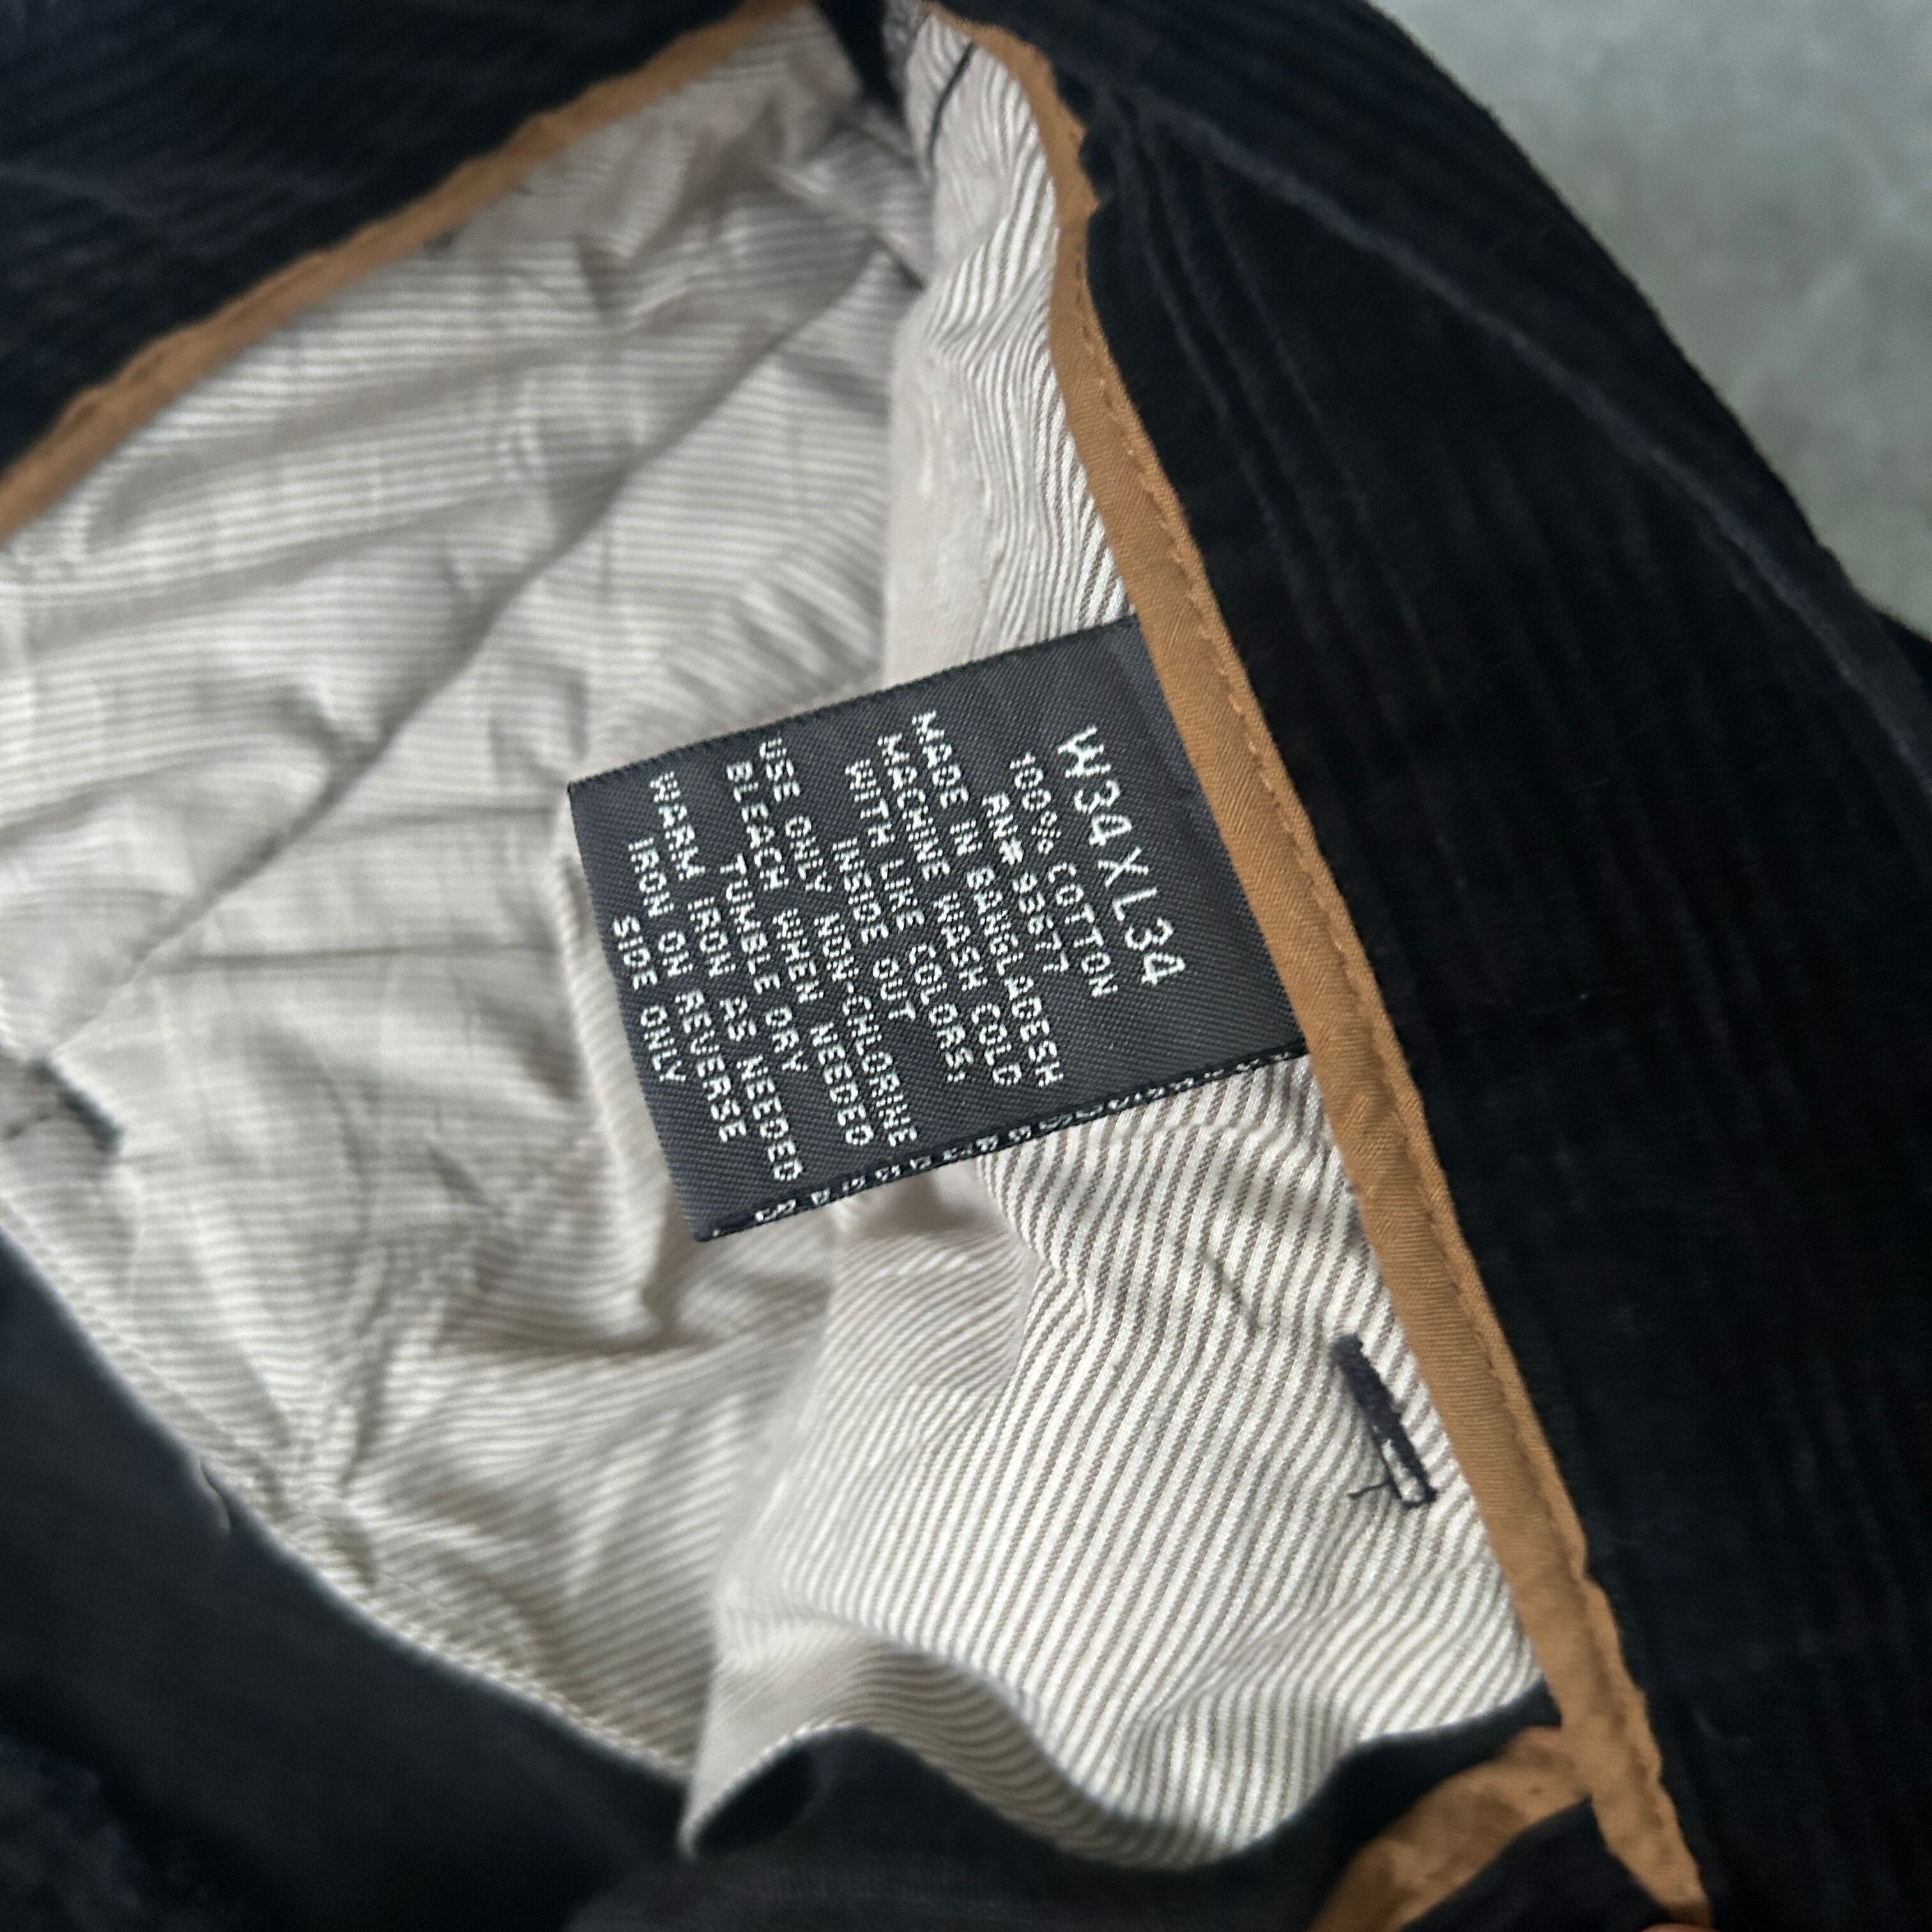 W34XL34
100% COTTON
RN# 93677
MADE IN BANGLADESH
MACHINE WASH COLD
WITH LIKE COLORS,
INSIDE OUT
USE ONLY NON-CHLORINE
BLEACH WHEN NEEDED
TUMBLE DRY
WARM IRON AS NEEDED
IRON ON REVERSE
SIDE ONLY